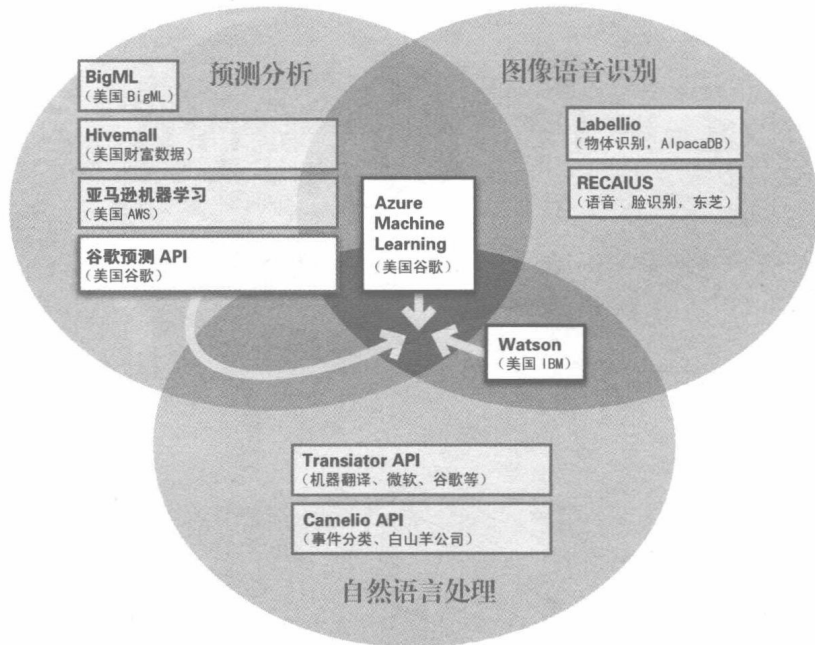 预测分析
BigML
（美国 BigML）
Hivemall
（美国财富数据）
亚马逊机器学习
（美国 AWS）
谷歌预测 API
（美国谷歌）
图像语音识别
Labellio
（物体识别，AlpacaDB）
RECAIUS
（语音．脸识别，东芝）
Azure
Machine
Learning
（美国谷歌）
Watson
（美国 IBM）
Transiator API
（机器翻译、微软、谷歌等）
Camelio API
（事件分类、白山羊公司）
自然语言处理